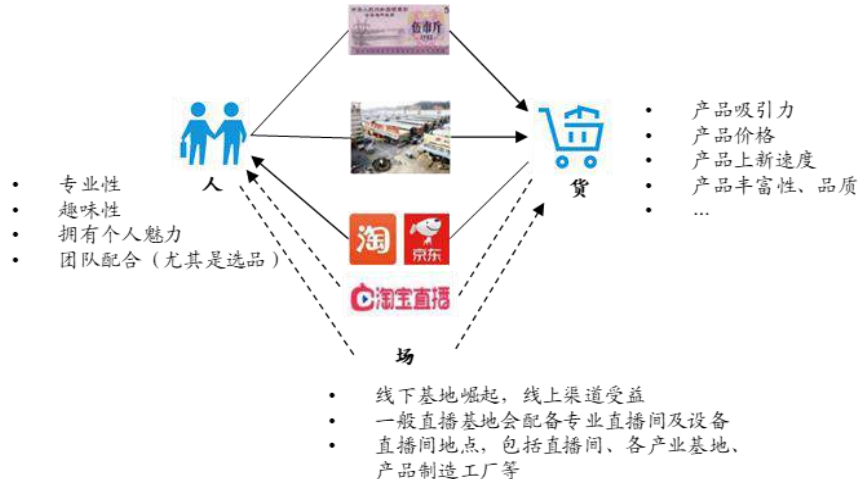 伍市斤
产品吸引力
产品价格
产品上新速度
产品丰富性、品质
...
人
货
专业性
趣味性
拥有个人魅力
团队配合（尤其是选品）
淘
京东
淘宝直播
场
线下基地崛起，线上渠道受益
一般直播基地会配备专业直播间及设备
直播间地点，包括直播间、各产业基地、
产品制造工厂等